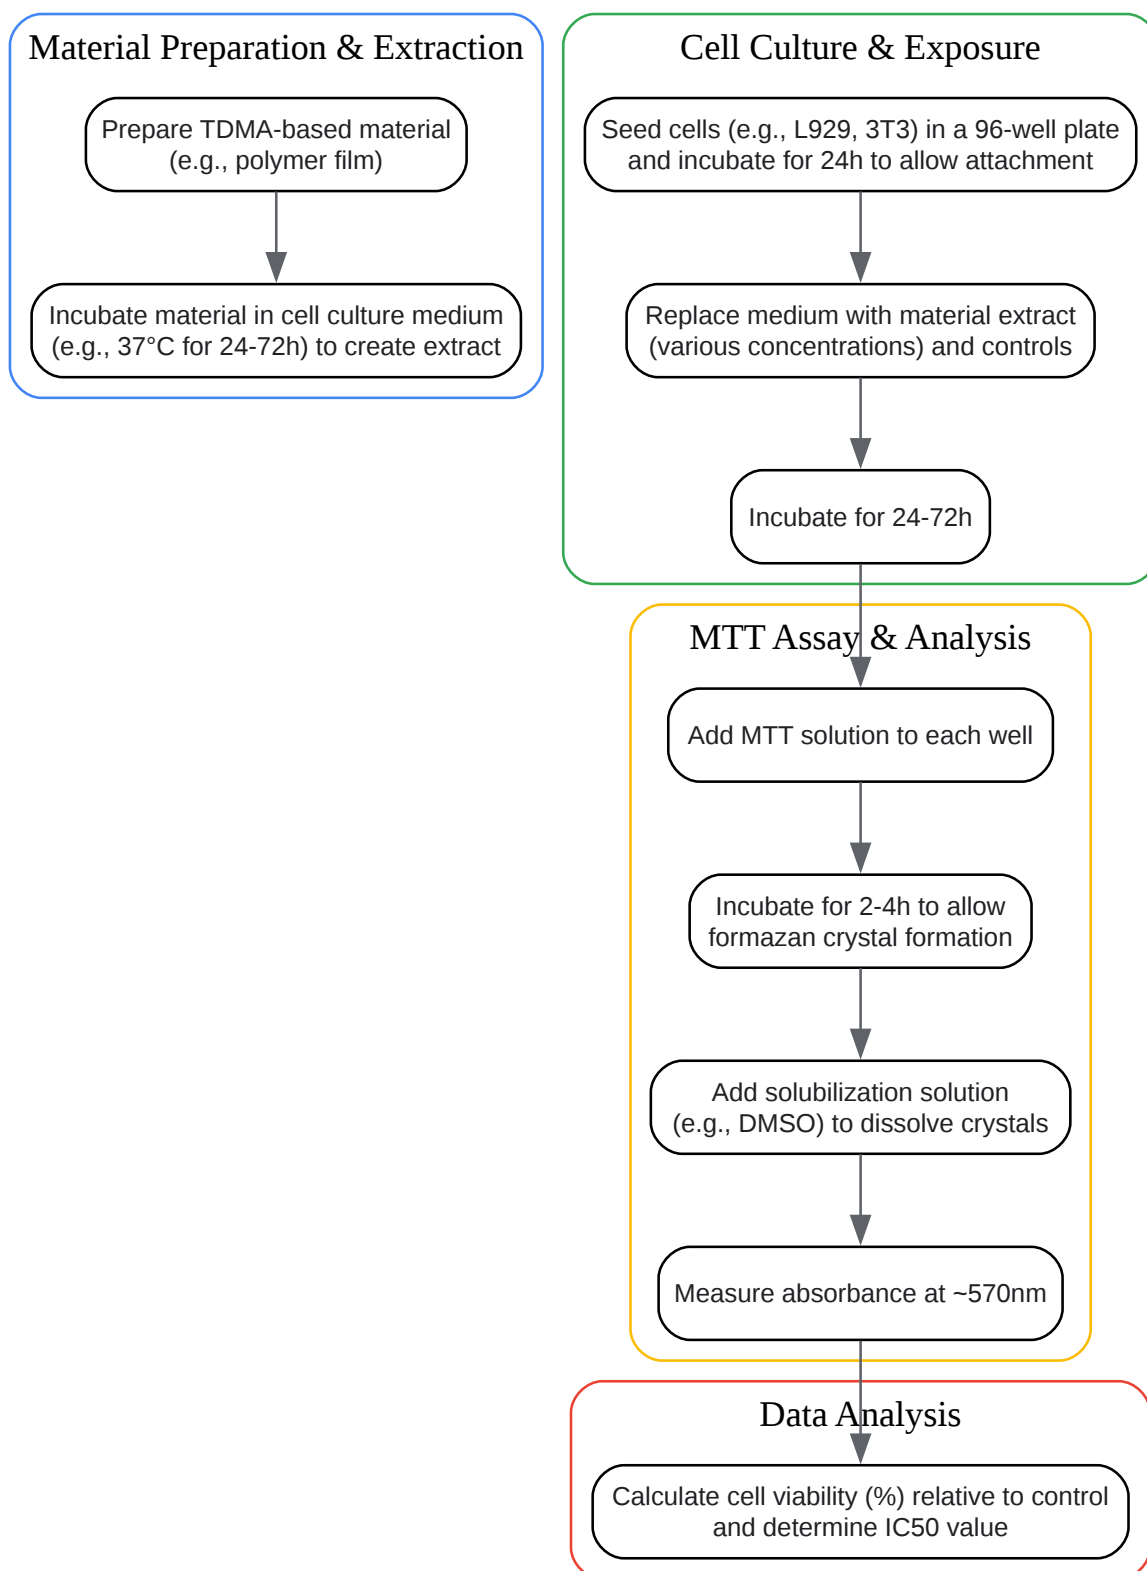 Material Preparation & Extraction
Prepare TDMA-based material
(e.g., polymer film)
Incubate material in cell culture medium
(e.g., 37°C for 24-72h) to create extract
Cell Culture & Exposure
Seed cells (e.g., L929, 3T3) in a 96-well plate
and incubate for 24h to allow attachment
Replace medium with material extract
(various concentrations) and controls
Incubate for 24-72h
MTT Assay & Analysis
Add MTT solution to each well
Incubate for 2-4h to allow
formazan crystal formation
Add solubilization solution
(e.g., DMSO) to dissolve crystals
Measure absorbance at ~570nm
Data Analysis
Calculate cell viability (%) relative to control
and determine IC50 value